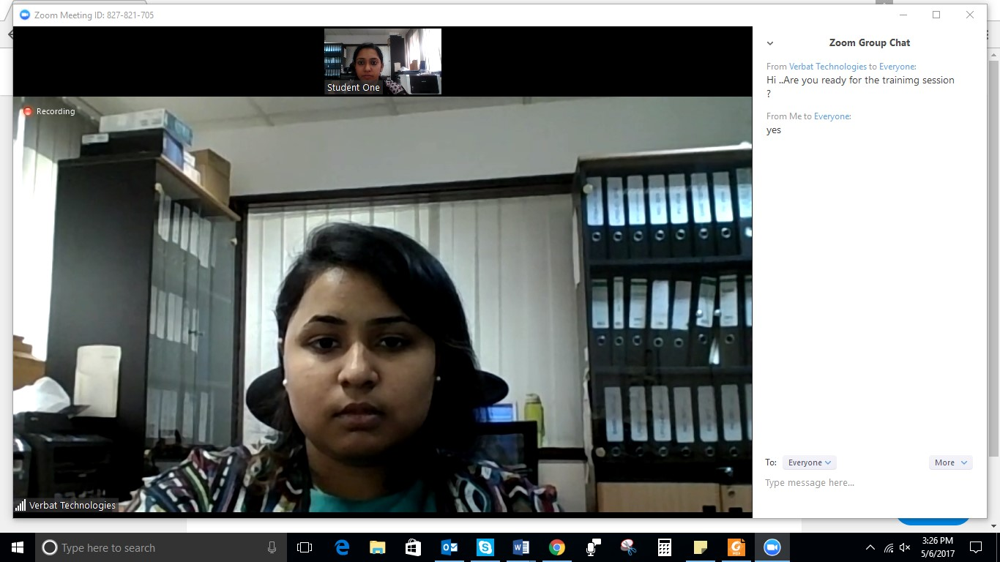 Zoom Meeting ID: 827-821-705
Student One
Recording
Verbat Technologies
Zoom Group Chat
From Verbat Technologies to Everyone:
Hi ..Are you ready for the trainimg session
?
From Me to Everyone:
yes
To: Everyone
More
Type message here...
Type here to search
3:26 PM
5/6/2017